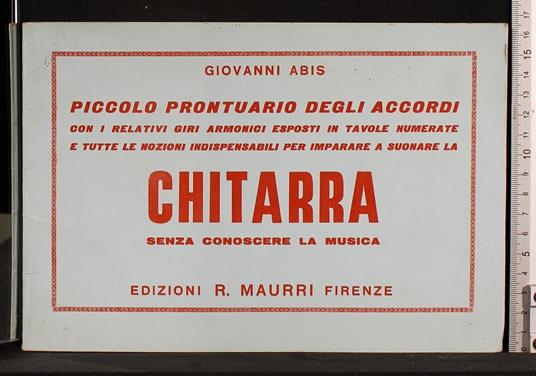 GIOVANNI ABIS
PICCOLO PRONTUARIO DEGLI ACCORDI
CON I RELATIVI GIRI ARMONICI ESPOSTI IN TAVOLE NUMERATE
E TUTTE LE NOZIONI INDISPENSABILI PER IMPARARE A SUONARE LA
CHITARRA
SENZA CONOSCERE LA MUSICA
EDIZIONI R. MAURRI FIRENZE